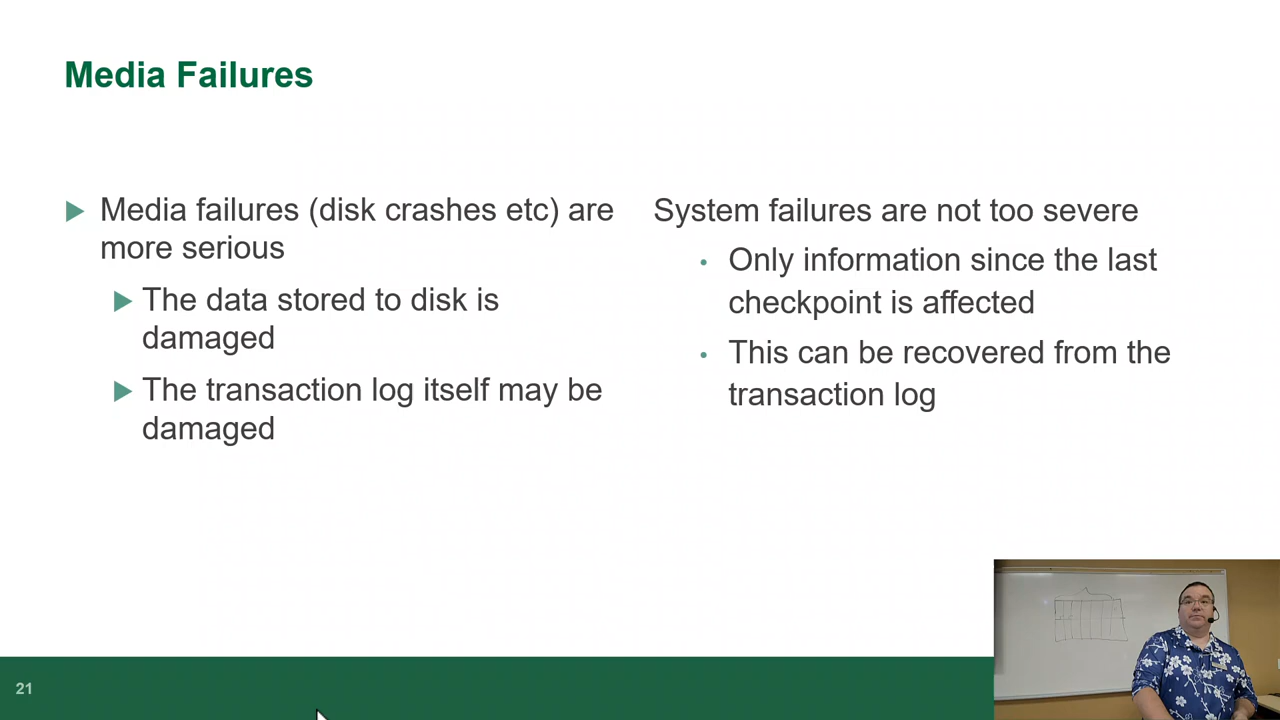 Media Failures
Media failures (disk crashes etc) are
more serious
The data stored to disk is
damaged
The transaction log itself may be
damaged
System failures are not too severe
Only information since the last
checkpoint is affected
This can be recovered from the
transaction log
21